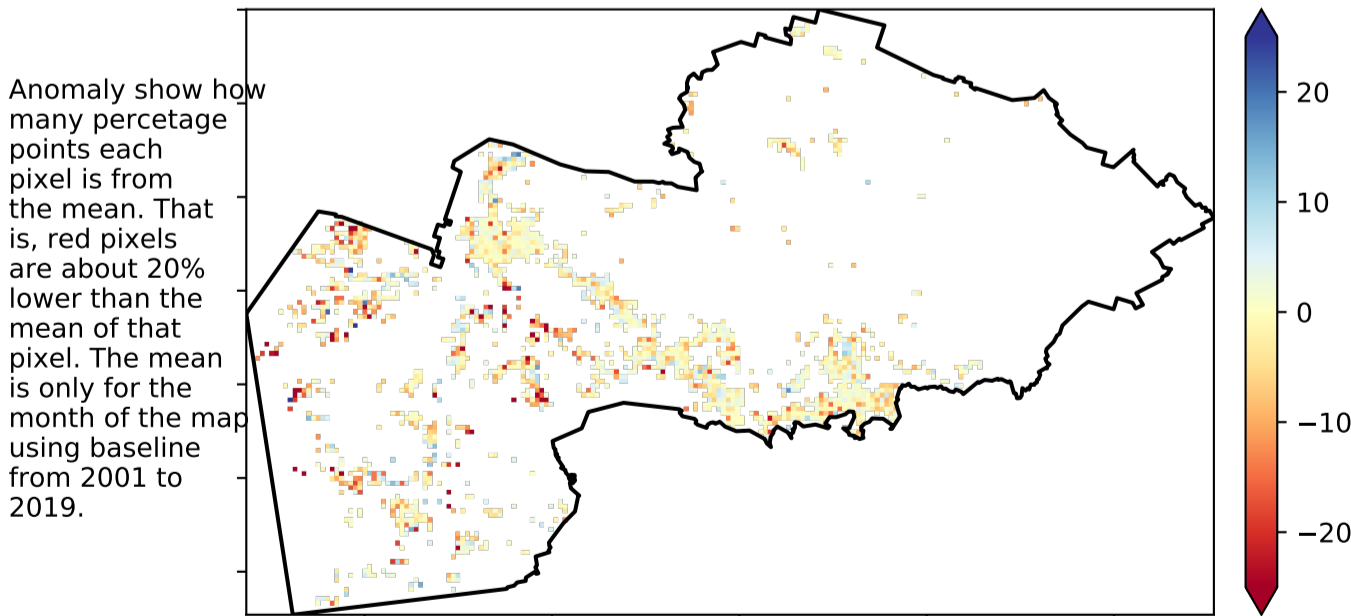 Anomaly show how
many percetage
points each
pixel is from
the mean. That
is, red pixels
are about 20%
lower than the
mean of that
pixel. The mean
is only for the
month of the map
using baseline
from 2001 to
2019.
20
10
0
−10
−20